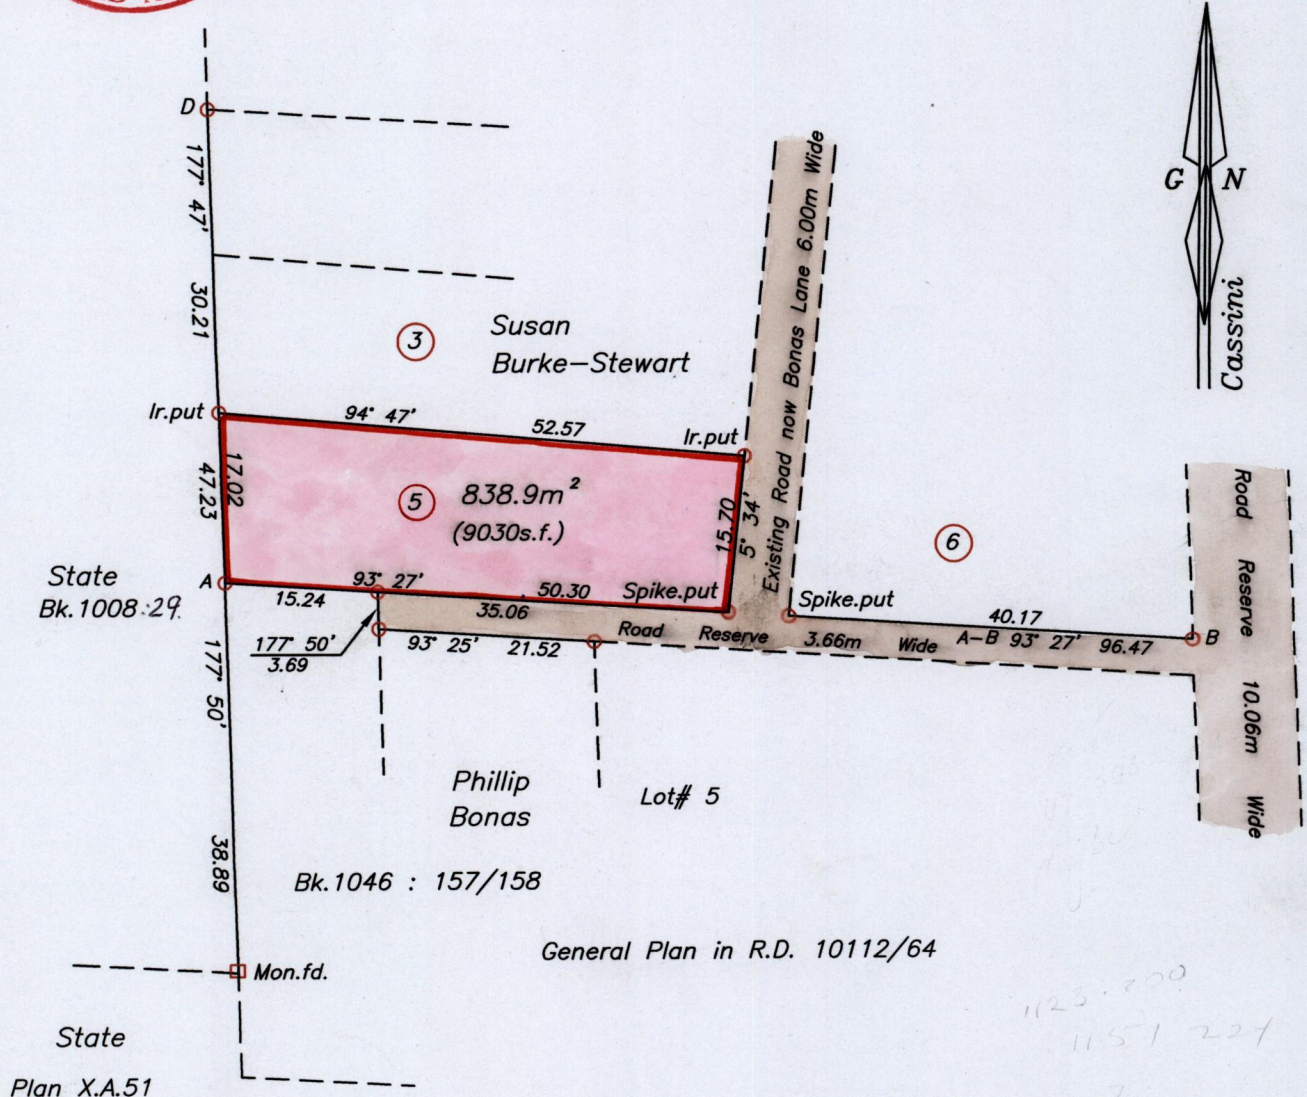 D
177° 47'
30.21
G N
Cassini
3
Susan
Burke-Stewart
Existing Road now Bonas Lane 6.00m Wide
Ir.put
94° 47'
52.57
Ir.put
17.02
47.23
5
838.9m²
(9030s.f.)
15.70
5° 34'
6
Road Reserve 10.06m Wide
State
Bk.1008:29.
A
93° 27'
50.30
Spike.put
15.24
35.06
Spike.put
40.17
B
177° 50'
3.69
93° 25' 21.52
Road Reserve 3.66m Wide
A-B 93° 27' 96.47
177° 50'
38.89
Phillip
Bonas
Lot# 5
Bk.1046 : 157/158
General Plan in R.D. 10112/64
Mon.fd.
State
Plan X.A.51